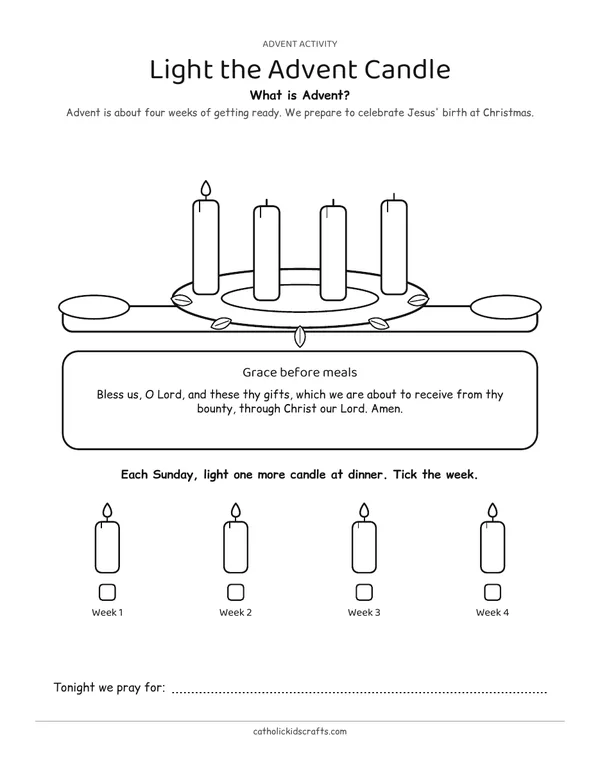 ADVENT ACTIVITY
Light the Advent Candle
What is Advent?
Advent is about four weeks of getting ready. We prepare to celebrate Jesus' birth at Christmas.
Grace before meals
Bless us, O Lord, and these thy gifts, which we are about to receive from thy
bounty, through Christ our Lord. Amen.
Each Sunday, light one more candle at dinner. Tick the week.
Week 1
Week 2
Week 3
Week 4
Tonight we pray for:
catholickidscrafts.com